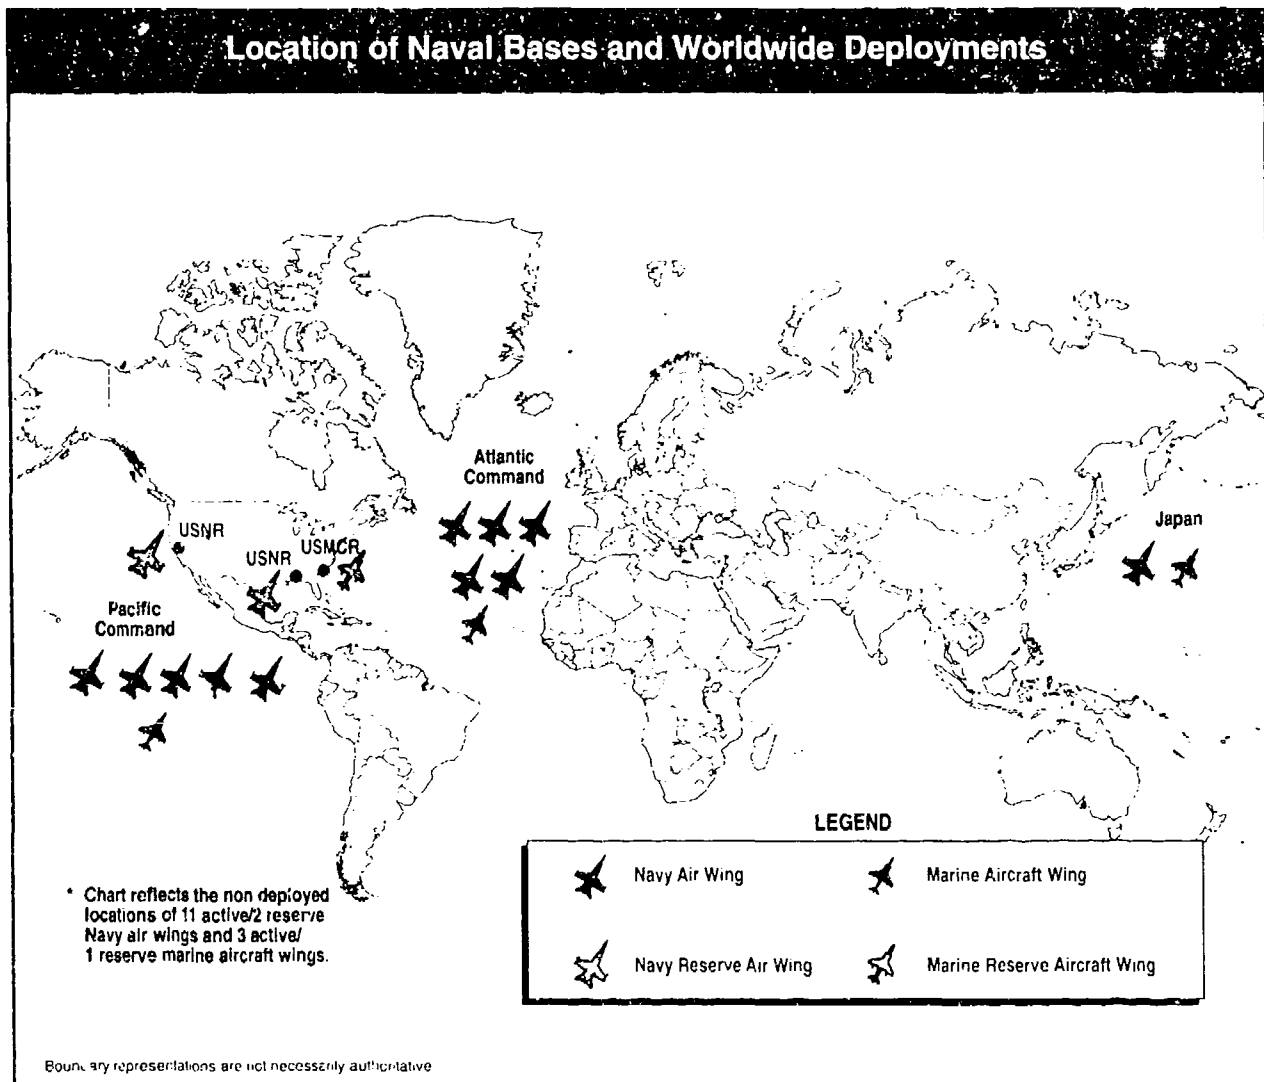 Location of Naval Bases and Worldwide Deployments
Atlantic
Command
Japan
USNR
USNR
USMCR
Pacific
Command
LEGEND
Navy Air Wing
Marine Aircraft Wing
Navy Reserve Air Wing
Marine Reserve Aircraft Wing
* Chart reflects the non deployed
locations of 11 active/2 reserve
Navy air wings and 3 active/
1 reserve marine aircraft wings.
Boundary representations are not necessarily authoritative